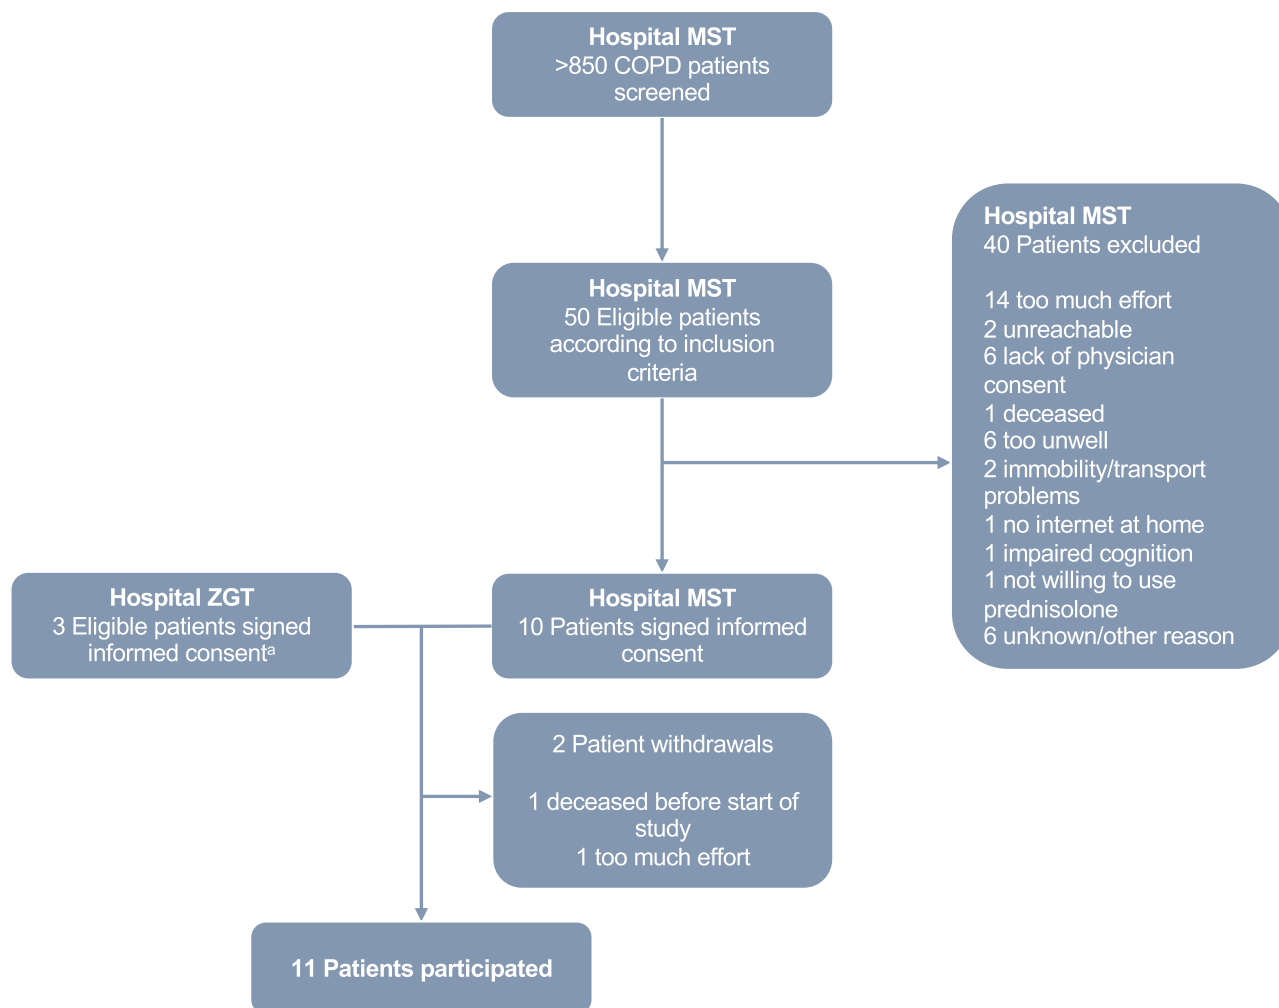 Hospital MST
>850 COPD patients
screened
Hospital MST
50 Eligible patients
according to inclusion
criteria
Hospital MST
40 Patients excluded
14 too much effort
2 unreachable
6 lack of physician
consent
1 deceased
6 too unwell
2 immobility/transport
problems
1 no internet at home
1 impaired cognition
1 not willing to use
prednisolone
6 unknown/other reason
Hospital ZGT
3 Eligible patients signed
informed consentᵃ
Hospital MST
10 Patients signed informed
consent
2 Patient withdrawals
1 deceased before start of
study
1 too much effort
11 Patients participated